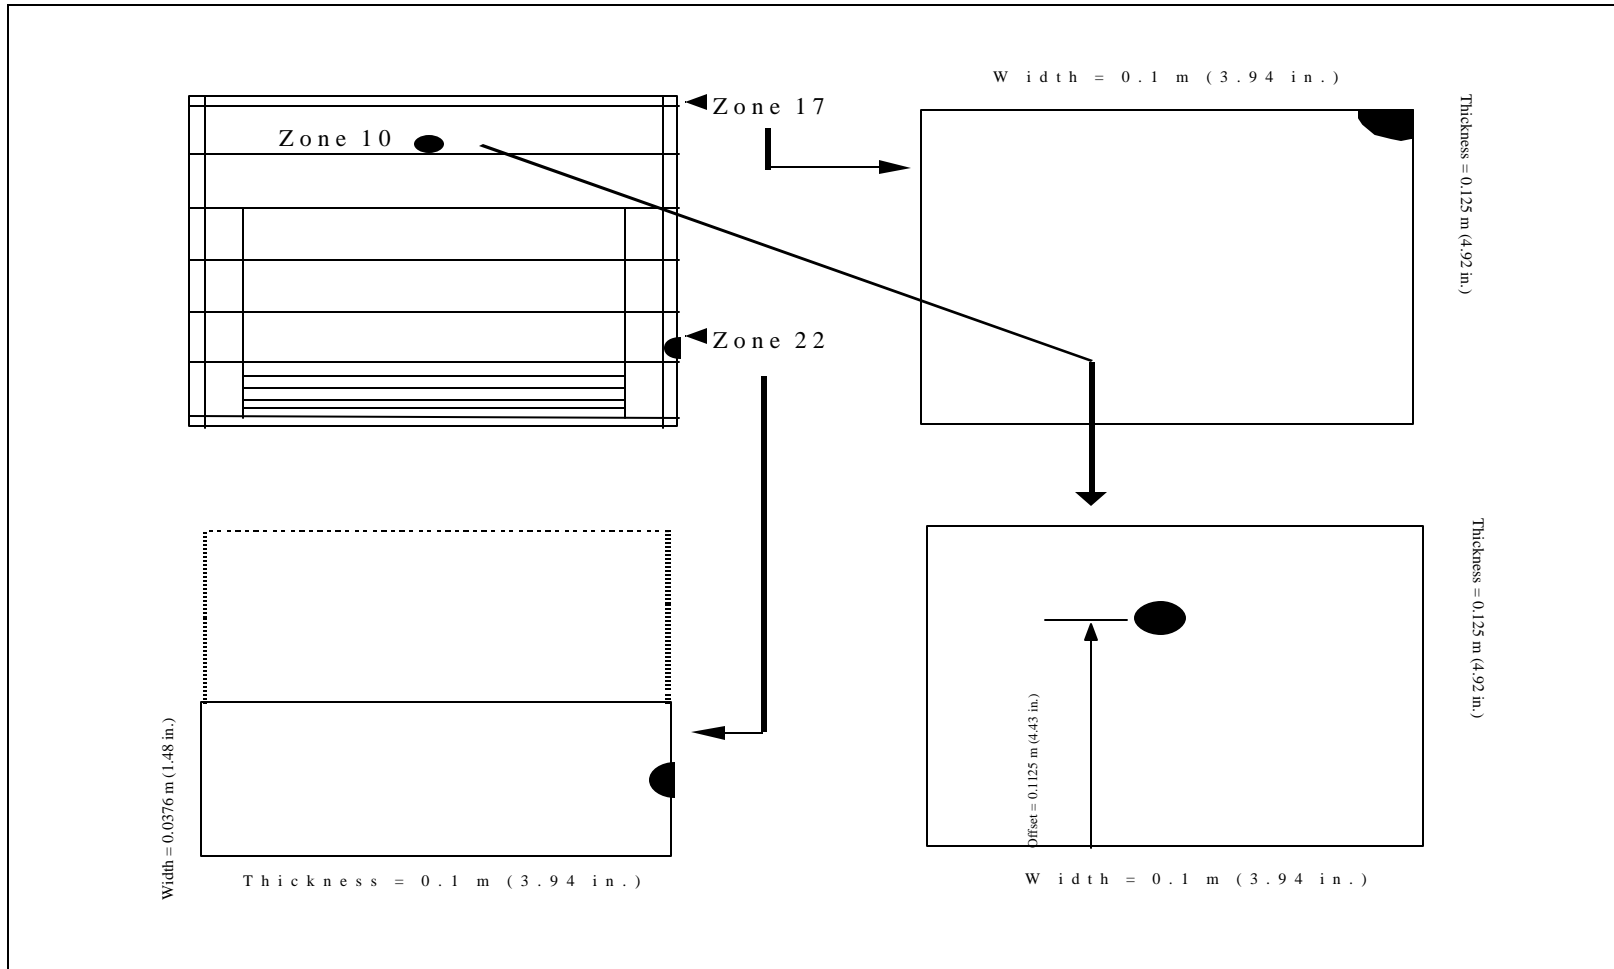 Width = 0.1 m (3.94 in.)
Zone 17
Zone 10
Thickness = 0.125 m (4.92 in.)
Zone 22
Thickness = 0.125 m (4.92 in.)
Offset = 0.1125 m (4.43 in.)
Width = 0.0376 m (1.48 in.)
Thickness = 0.1 m (3.94 in.)
Width = 0.1 m (3.94 in.)